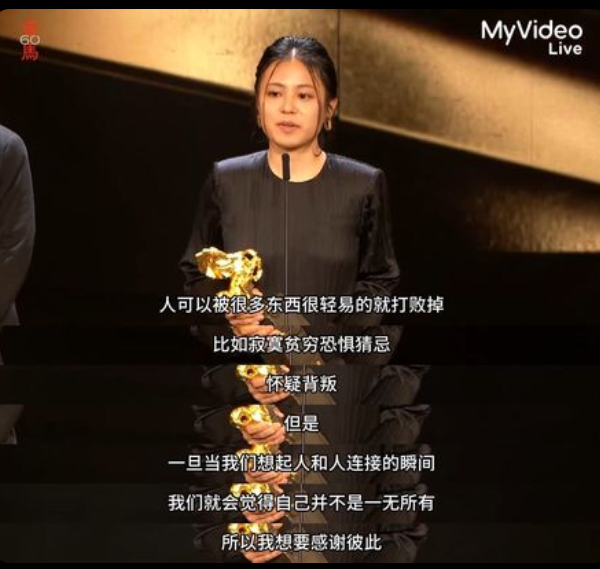 60
馬
MyVideo
Live
人可以被很多东西很轻易的就打败掉
比如寂寞贫穷恐惧猜忌
怀疑背叛
但是
一旦当我们想起人和人连接的瞬间
我们就会觉得自己并不是一无所有
所以我想要感谢彼此